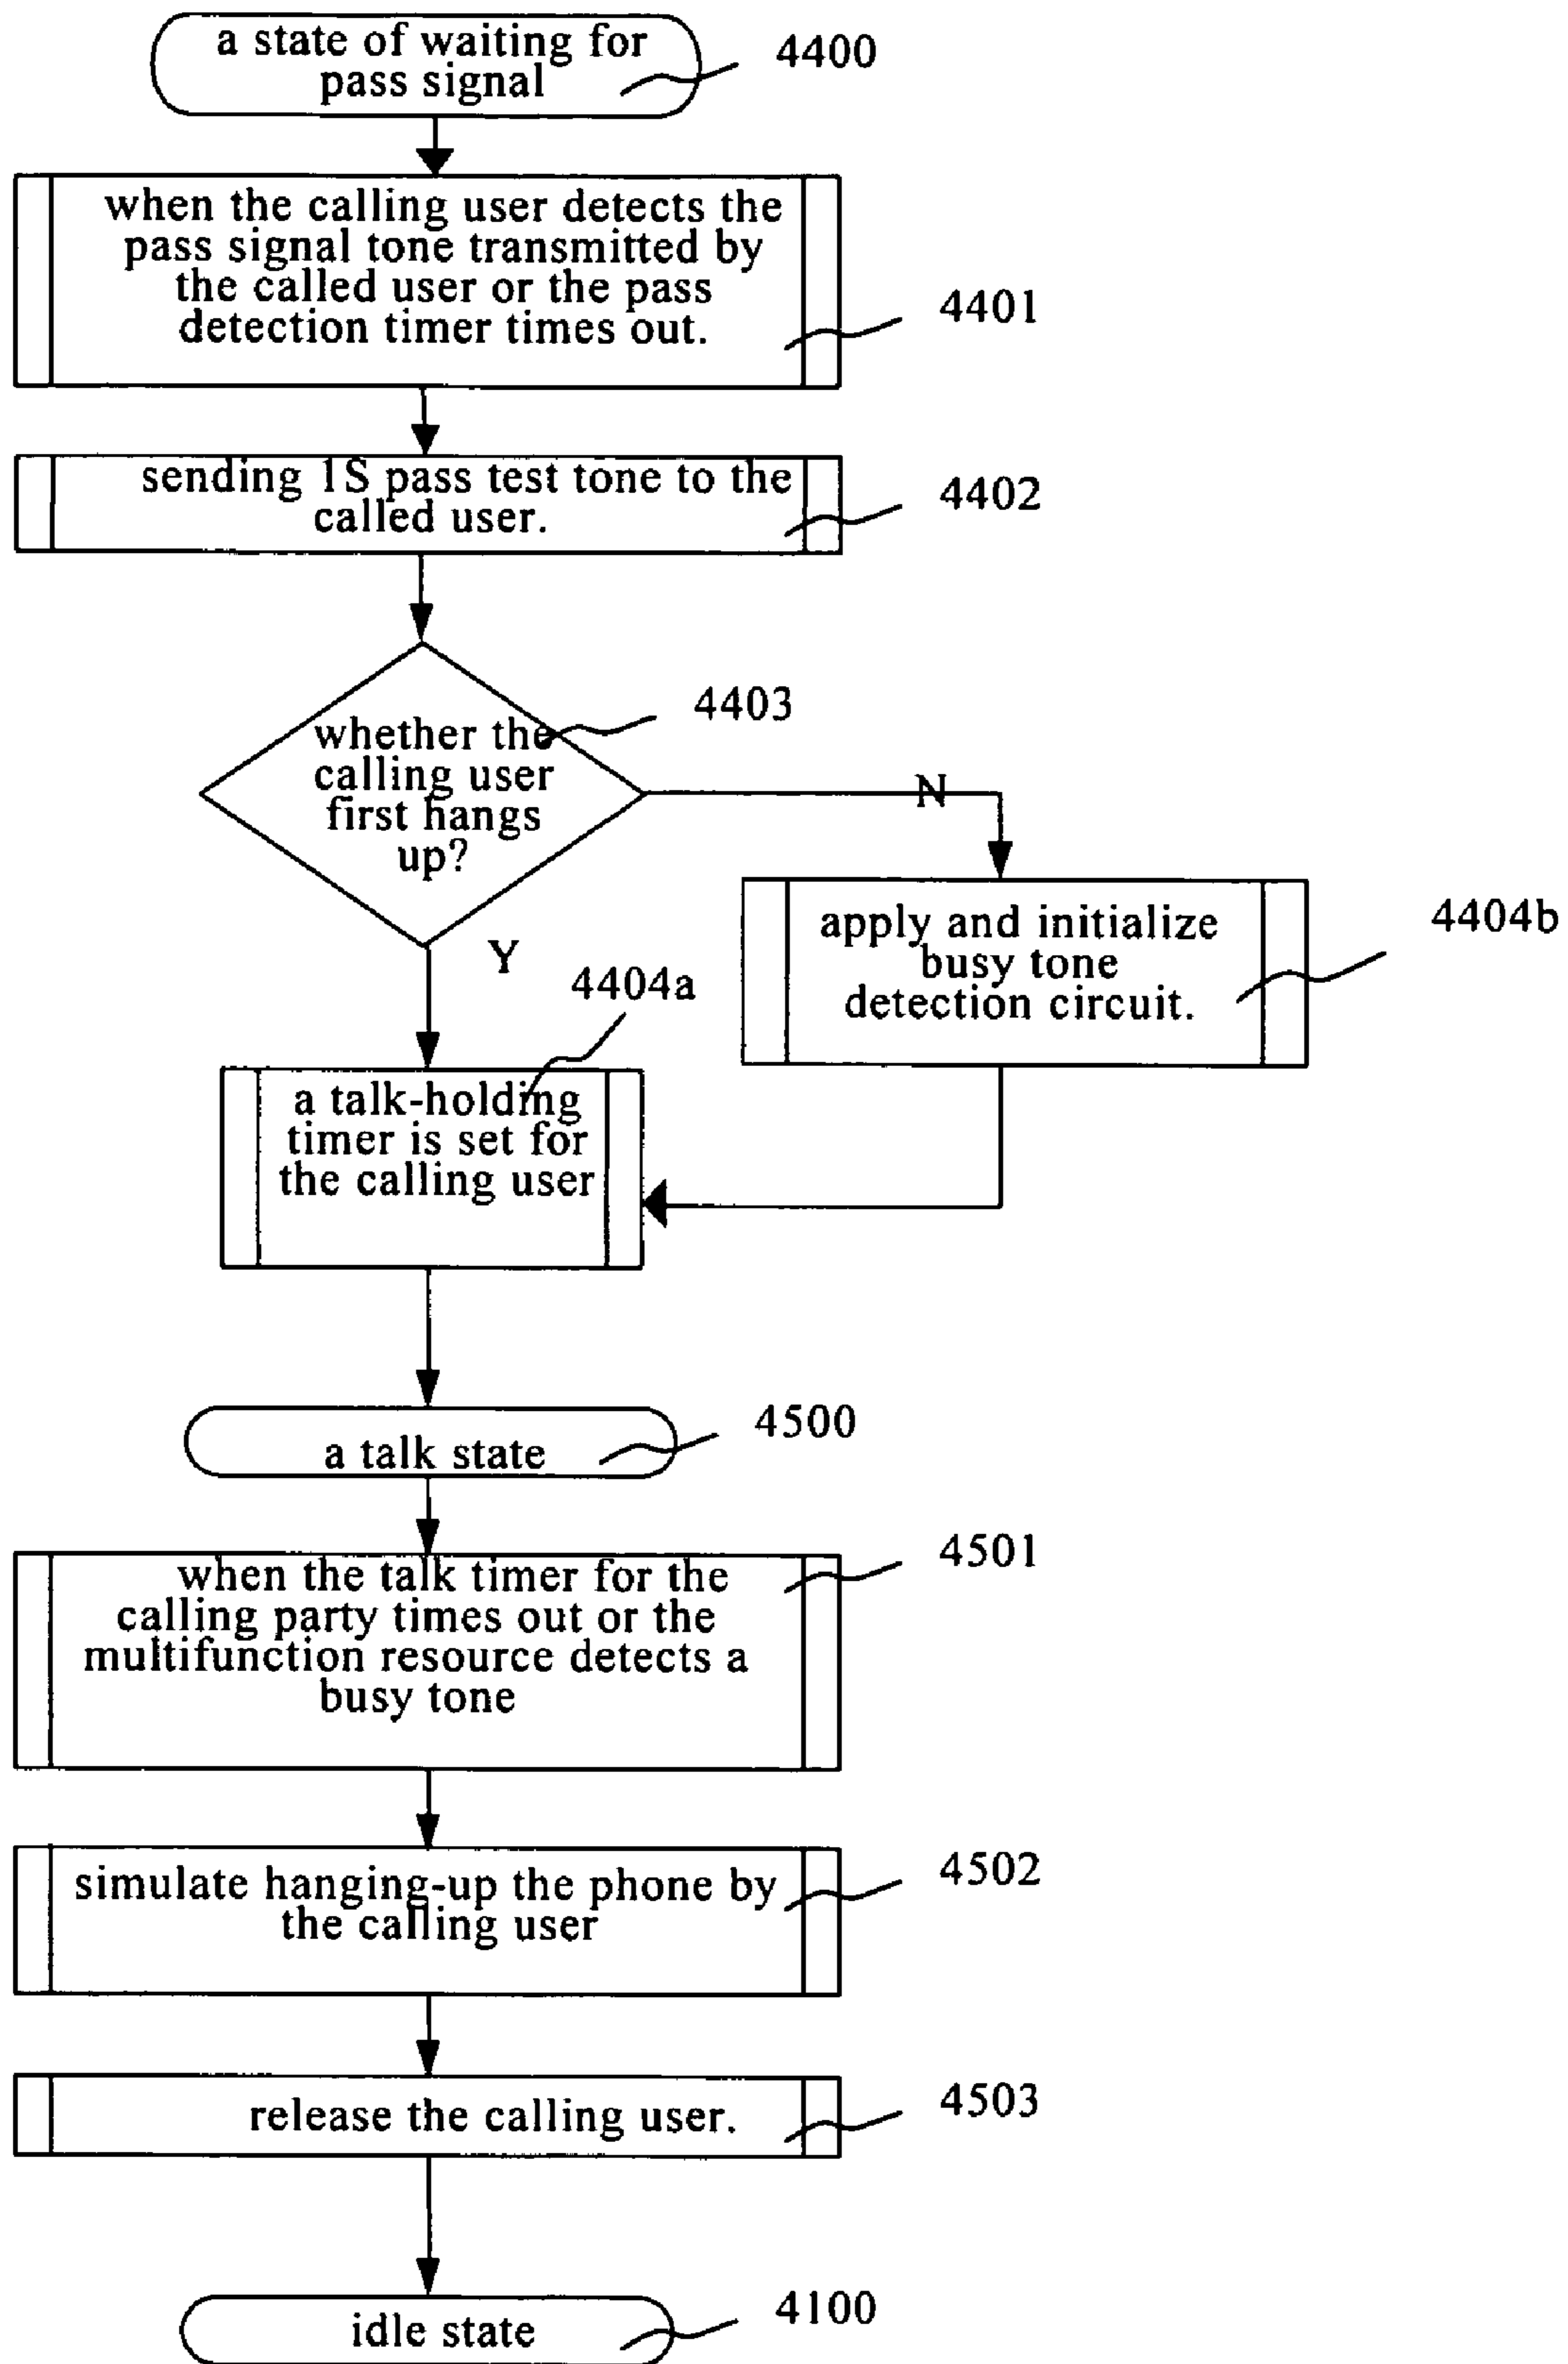 a state of waiting for
pass signal
4400
when the calling user detects the
pass signal tone transmitted by
the called user or the pass
detection timer times out.
4401
sending 1S pass test tone to the
called user.
4402
whether the
calling user
first hangs
up?
4403
N
Y
apply and initialize
busy tone
detection circuit.
4404b
4404a
a talk-holding
timer is set for
the calling user
a talk state
4500
when the talk timer for the
calling party times out or the
multifunction resource detects a
busy tone
4501
simulate hanging-up the phone by
the calling user
4502
release the calling user.
4503
idle state
4100